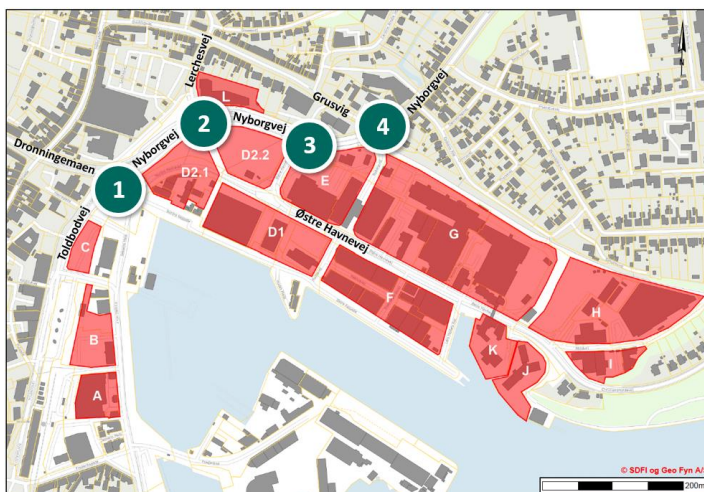 Lerchesvej
L
Grusvig
Nyborgvej
Nyborgvej
2
4
3
Dronningemaen
Nyborgvej
D2.2
D2.1
E
1
Toldbodvej
C
Østre Havnevej
D1
G
F
H
B
K
I
J
A
© SDFI og Geo Fyn A/S
200m